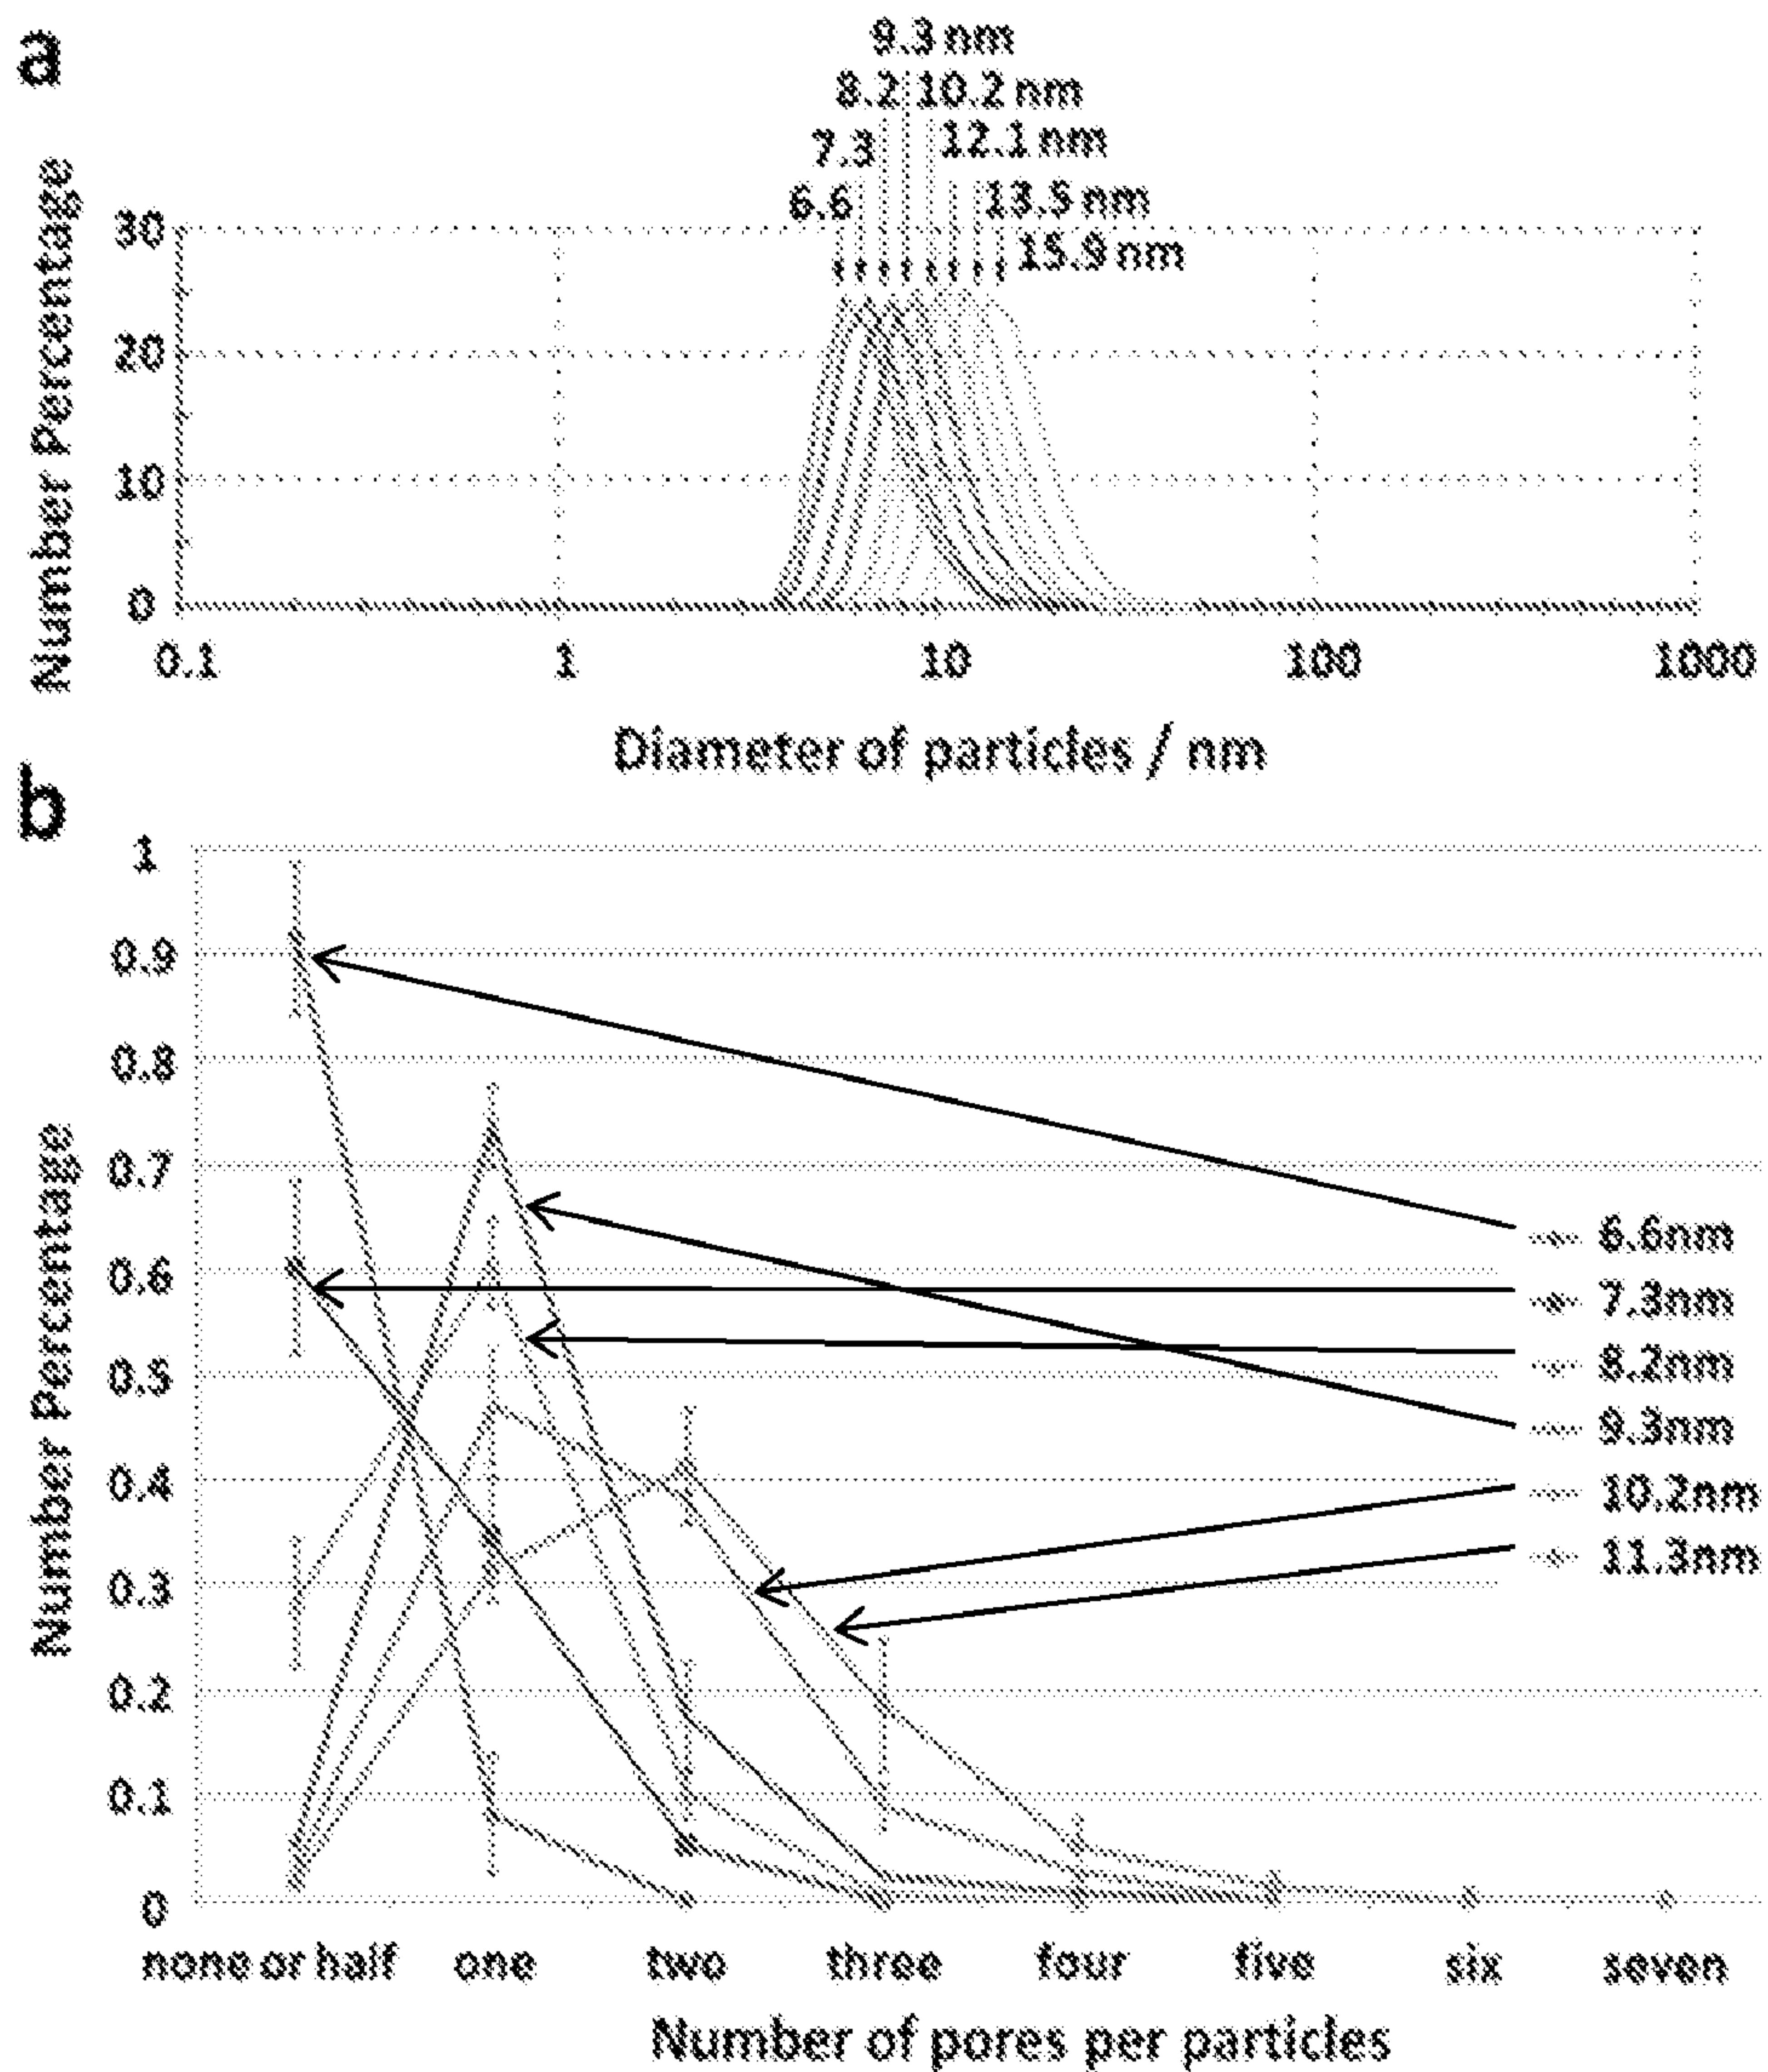 a
9.3 nm
8.2 10.2 nm
7.3 12.1 nm
6.6 13.5 nm
15.9 nm
Number Percentage
30
20
10
0
0.1 1 10 100 1000
Diameter of particles / nm
b
Number Percentage
1
0.9
0.8
0.7
0.6
0.5
0.4
0.3
0.2
0.1
0
6.6nm
7.3nm
8.2nm
9.3nm
10.2nm
11.3nm
none or half one two three four five six seven
Number of pores per particles